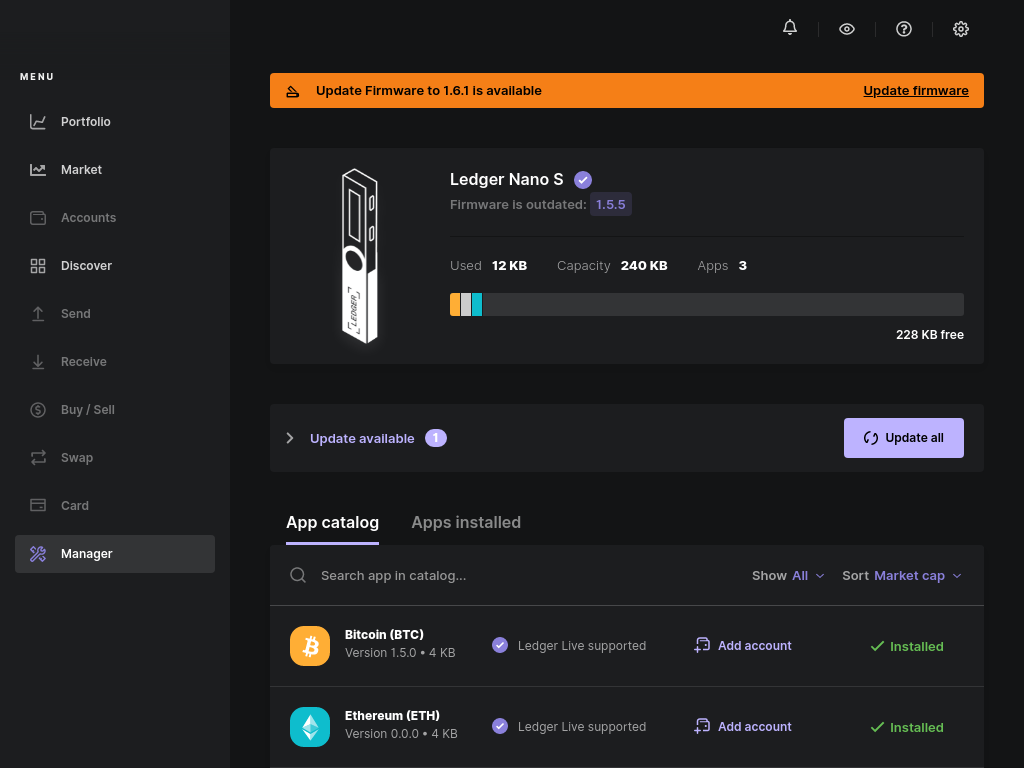 MENU
Portfolio
Market
Accounts
Discover
Send
Receive
Buy / Sell
Swap
Card
Manager
Update Firmware to 1.6.1 is available
Update firmware
LEDGER
Ledger Nano S
Firmware is outdated: 1.5.5
Used 12 KB Capacity 240 KB Apps 3
228 KB free
Update available 1
Update all
App catalog Apps installed
Search app in catalog...
Show All Sort Market cap
Bitcoin (BTC)
Version 1.5.0 • 4 KB
Ledger Live supported
Add account
Installed
Ethereum (ETH)
Version 0.0.0 • 4 KB
Ledger Live supported
Add account
Installed